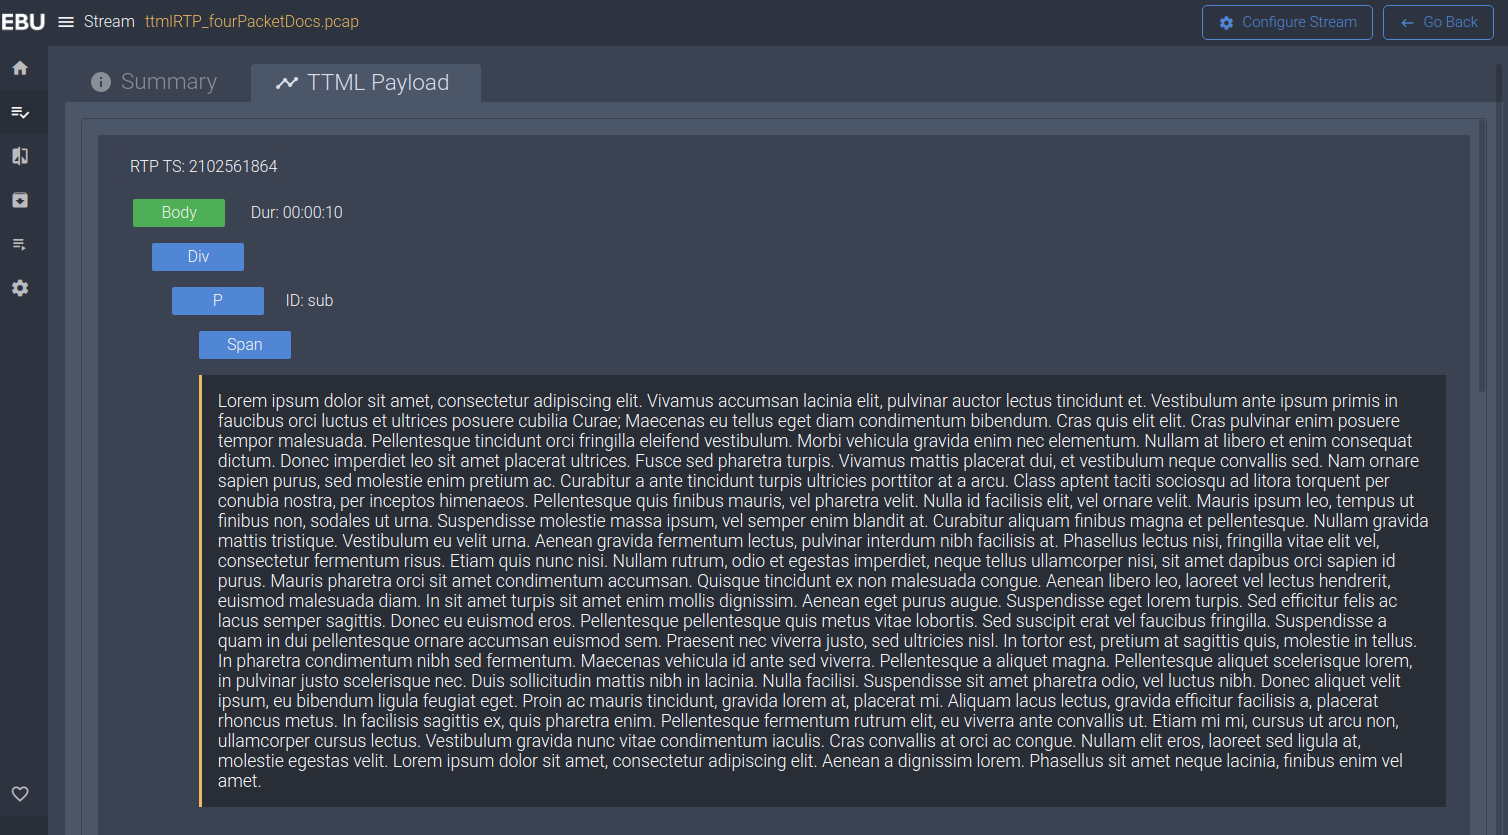 EBU Stream ttmlRTP_fourPacketDocs.pcap Configure Stream Go Back
Summary TTML Payload
RTP TS: 2102561864
Body Dur: 00:00:10
Div
P ID: sub
Span
Lorem ipsum dolor sit amet, consectetur adipiscing elit. Vivamus accumsan lacinia elit, pulvinar auctor lectus tincidunt et. Vestibulum ante ipsum primis in
faucibus orci luctus et ultrices posuere cubilia Curae; Maecenas eu tellus eget diam condimentum bibendum. Cras quis elit elit. Cras pulvinar enim posuere
tempor malesuada. Pellentesque tincidunt orci fringilla eleifend vestibulum. Morbi vehicula gravida enim nec elementum. Nullam at libero et enim consequat
dictum. Donec imperdiet leo sit amet placerat ultrices. Fusce sed pharetra turpis. Vivamus mattis placerat dui, et vestibulum neque convallis sed. Nam ornare
sapien purus, sed molestie enim pretium ac. Curabitur a ante tincidunt turpis ultricies porttitor at a arcu. Class aptent taciti sociosqu ad litora torquent per
conubia nostra, per inceptos himenaeos. Pellentesque quis finibus mauris, vel pharetra velit. Nulla id facilisis elit, vel ornare velit. Mauris ipsum leo, tempus ut
finibus non, sodales ut urna. Suspendisse molestie massa ipsum, vel semper enim blandit at. Curabitur aliquam finibus magna et pellentesque. Nullam gravida
mattis tristique. Vestibulum eu velit urna. Aenean gravida fermentum lectus, pulvinar interdum nibh facilisis at. Phasellus lectus nisi, fringilla vitae elit vel,
consectetur fermentum risus. Etiam quis nunc nisi. Nullam rutrum, odio et egestas imperdiet, neque tellus ullamcorper nisi, sit amet dapibus orci sapien id
purus. Mauris pharetra orci sit amet condimentum accumsan. Quisque tincidunt ex non malesuada congue. Aenean libero leo, laoreet vel lectus hendrerit,
euismod malesuada diam. In sit amet turpis sit amet enim mollis dignissim. Aenean eget purus augue. Suspendisse eget lorem turpis. Sed efficitur felis ac
lacus semper sagittis. Donec eu euismod eros. Pellentesque pellentesque quis metus vitae lobortis. Sed suscipit erat vel faucibus fringilla. Suspendisse a
quam in dui pellentesque ornare accumsan euismod sem. Praesent nec viverra justo, sed ultricies nisl. In tortor est, pretium at sagittis quis, molestie in tellus.
In pharetra condimentum nibh sed fermentum. Maecenas vehicula id ante sed viverra. Pellentesque a aliquet magna. Pellentesque aliquet scelerisque lorem,
in pulvinar justo scelerisque nec. Duis sollicitudin mattis nibh in lacinia. Nulla facilisi. Suspendisse sit amet pharetra odio, vel luctus nibh. Donec aliquet velit
ipsum, eu bibendum ligula feugiat eget. Proin ac mauris tincidunt, gravida lorem at, placerat mi. Aliquam lacus lectus, gravida efficitur facilisis a, placerat
rhoncus metus. In facilisis sagittis ex, quis pharetra enim. Pellentesque fermentum rutrum elit, eu viverra ante convallis ut. Etiam mi mi, cursus ut arcu non,
ullamcorper cursus lectus. Vestibulum gravida nunc vitae condimentum iaculis. Cras convallis at orci ac congue. Nullam elit eros, laoreet sed ligula at,
molestie egestas velit. Lorem ipsum dolor sit amet, consectetur adipiscing elit. Aenean a dignissim lorem. Phasellus sit amet neque lacinia, finibus enim vel
amet.